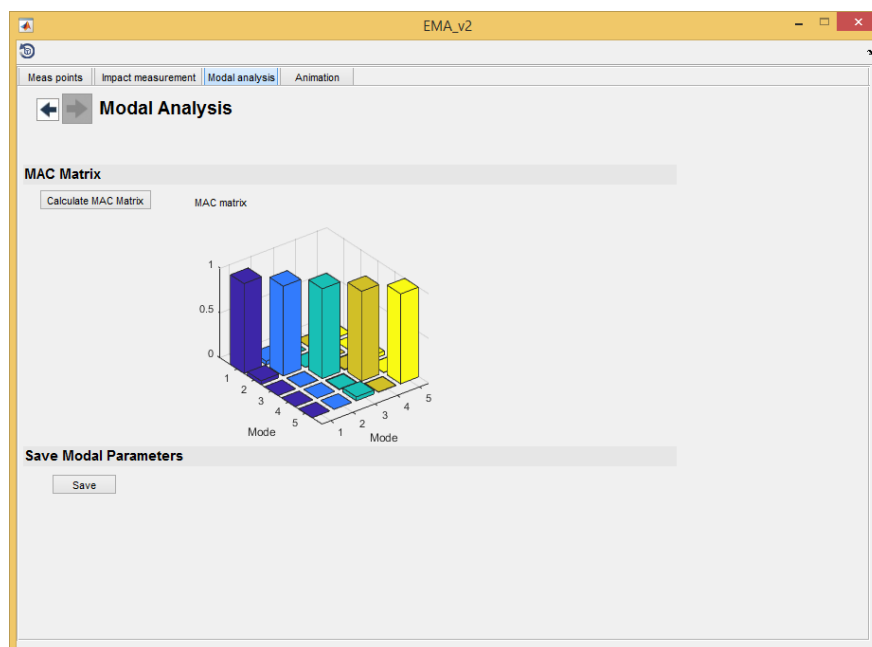 EMA_v2
Meas points Impact measurement Modal analysis Animation
Modal Analysis
MAC Matrix
Calculate MAC Matrix
MAC matrix
1
0.5
0
1
2
3
4
5
Mode
1
2
3
4
5
Mode
Save Modal Parameters
Save